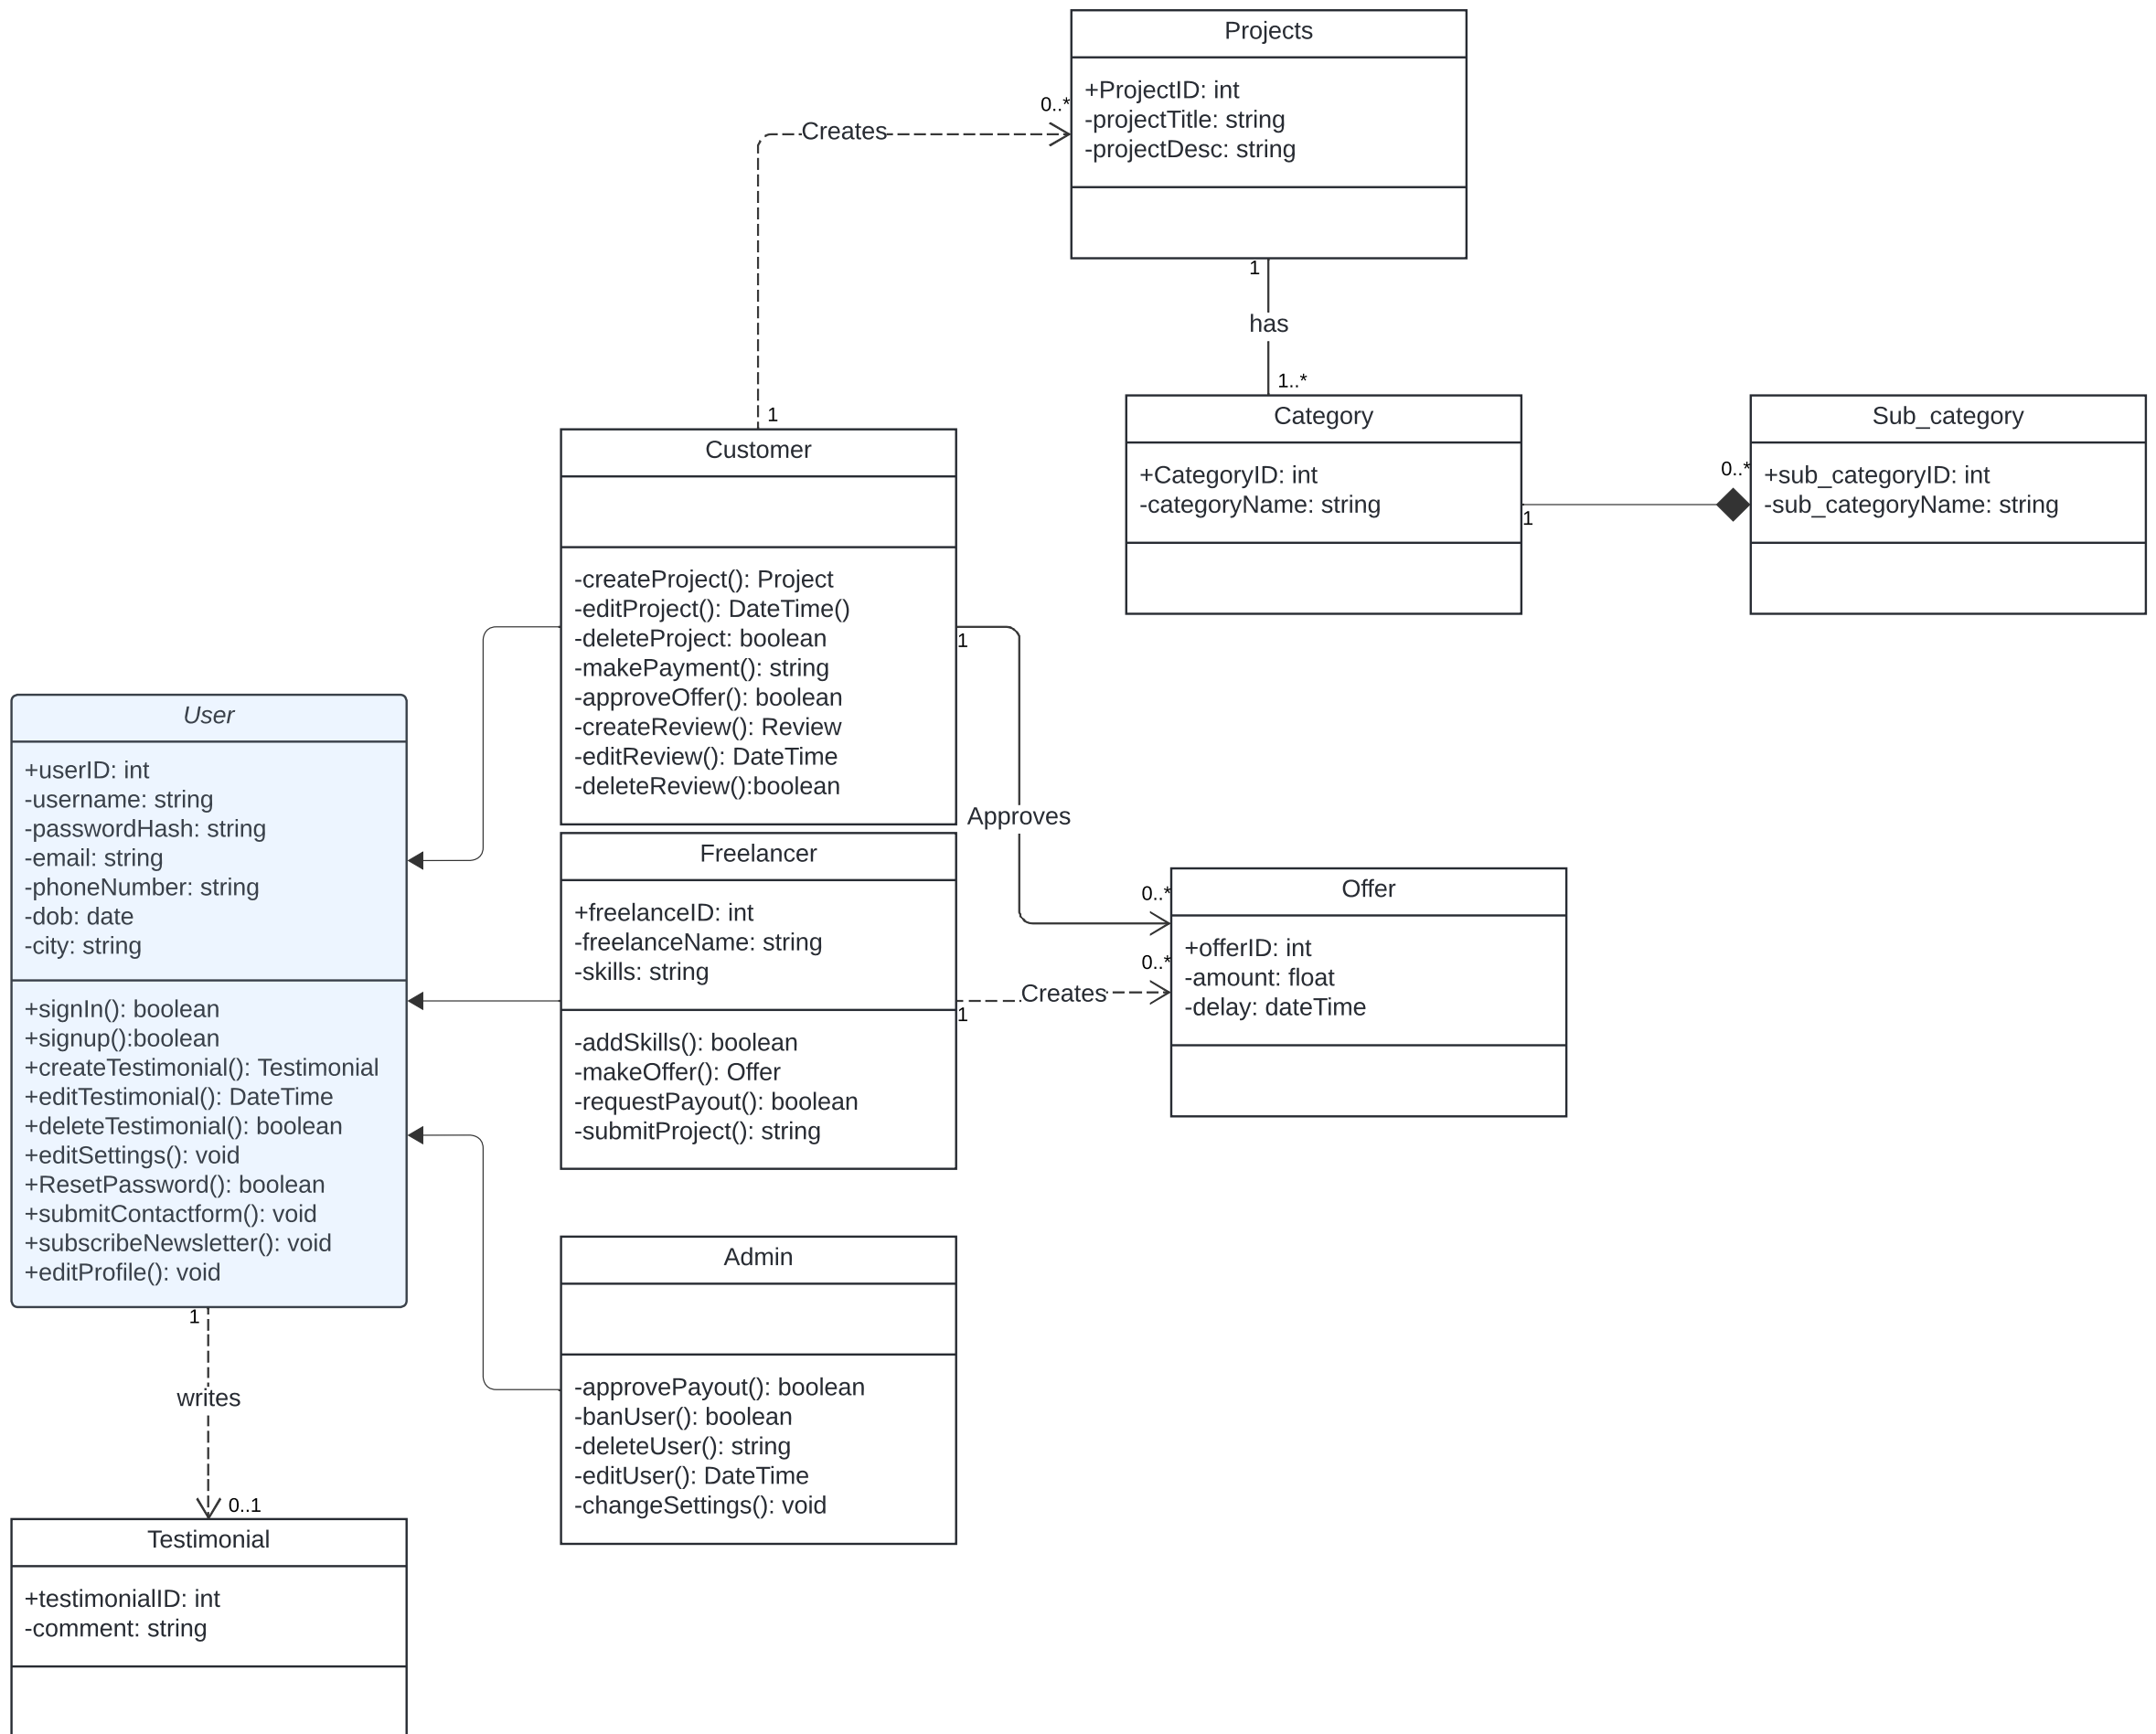 Projects
+ProjectID: int
-projectTitle: string
-projectDesc: string
0..*
Creates
1
1
has
1..*
Category
+CategoryID: int
-categoryName: string
1
0..*
Sub_category
+sub_categoryID: int
-sub_categoryName: string
Customer
-createProject(): Project
-editProject(): DateTime()
-deleteProject: boolean
-makePayment(): string
-approveOffer(): boolean
-createReview(): Review
-editReview(): DateTime
-deleteReview():boolean
1
Approves
0..*
User
+userID: int
-username: string
-passwordHash: string
-email: string
-phoneNumber: string
-dob: date
-city: string
+signIn(): boolean
+signup():boolean
+createTestimonial(): Testimonial
+editTestimonial(): DateTime
+deleteTestimonial(): boolean
+editSettings(): void
+ResetPassword(): boolean
+submitContactform(): void
+subscribeNewsletter(): void
+editProfile(): void
Freelancer
+freelanceID: int
-freelanceName: string
-skills: string
-addSkills(): boolean
-makeOffer(): Offer
-requestPayout(): boolean
-submitProject(): string
1
Creates
0..*
Offer
+offerID: int
-amount: float
-delay: dateTime
Admin
-approvePayout(): boolean
-banUser(): boolean
-deleteUser(): string
-editUser(): DateTime
-changeSettings(): void
1
writes
0..1
Testimonial
+testimonialID: int
-comment: string